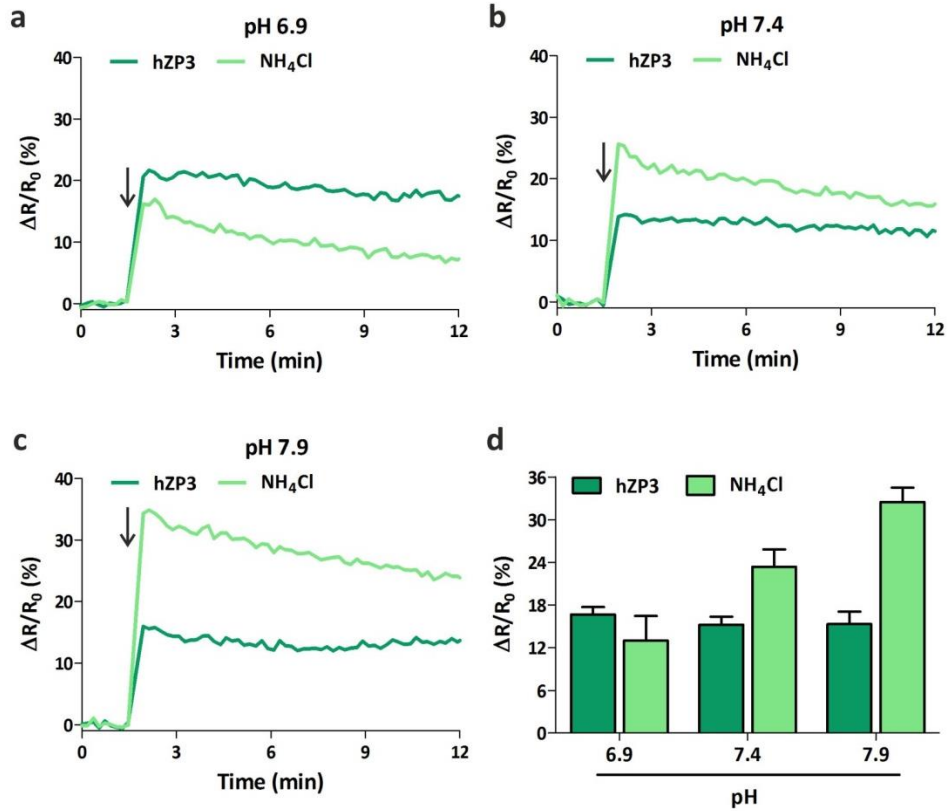 a
pH 6.9
hZP3 NH₄Cl
40
30
20
10
0
ΔR/R₀ (%)
0 3 6 9 12
Time (min)
b
pH 7.4
hZP3 NH₄Cl
40
30
20
10
0
ΔR/R₀ (%)
0 3 6 9 12
Time (min)
c
pH 7.9
hZP3 NH₄Cl
40
30
20
10
0
ΔR/R₀ (%)
0 3 6 9 12
Time (min)
d
hZP3 NH₄Cl
36
30
24
18
12
6
0
ΔR/R₀ (%)
6.9 7.4 7.9
pH